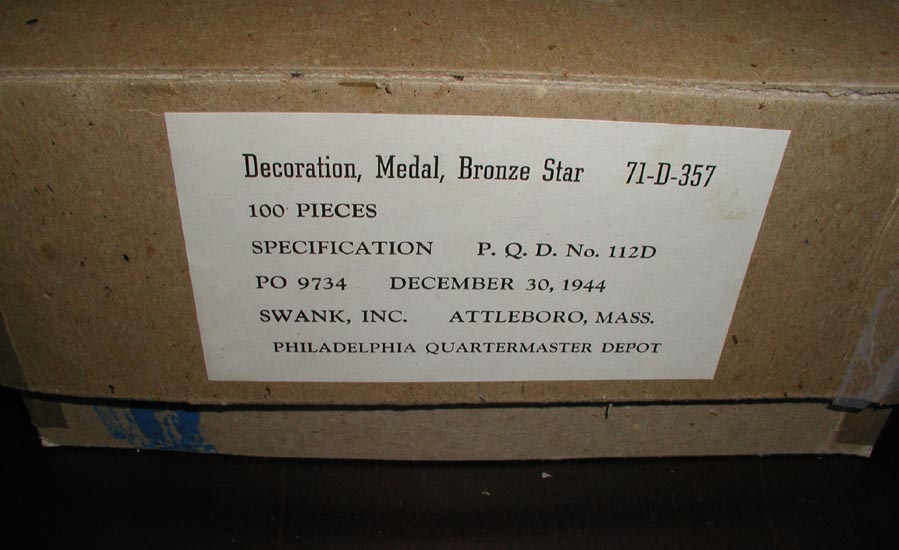 Decoration, Medal, Bronze Star 71-D-357
100 PIECES
SPECIFICATION P. Q. D. No. 112D
PO 9734 DECEMBER 30, 1944
SWANK, INC. ATTLEBORO, MASS.
PHILADELPHIA QUARTERMASTER DEPOT